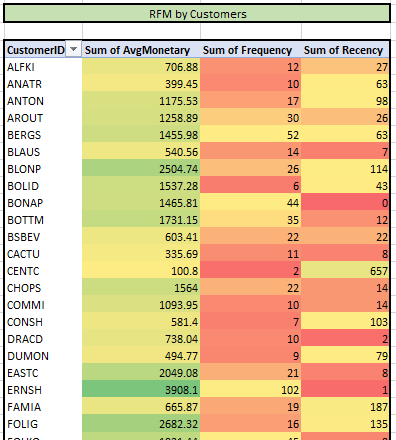 RFM by Customers
CustomerID Sum of AvgMonetary Sum of Frequency Sum of Recency
ALFKI 706.88 12 27
ANATR 399.45 10 63
ANTON 1175.53 17 98
AROUT 1258.89 30 26
BERGS 1455.98 52 63
BLAUS 540.56 14 7
BLONP 2504.74 26 114
BOLID 1537.28 6 43
BONAP 1465.81 44 0
BOTTM 1731.15 35 12
BSBEV 603.41 22 22
CACTU 335.69 11 8
CENTC 100.8 2 657
CHOPS 1564 22 14
COMMI 1093.95 10 14
CONSH 581.4 7 103
DRACD 738.04 10 2
DUMON 494.77 9 79
EASTC 2049.08 21 8
ERNSH 3908.1 102 1
FAMIA 665.87 19 187
FOLIG 2682.32 16 135